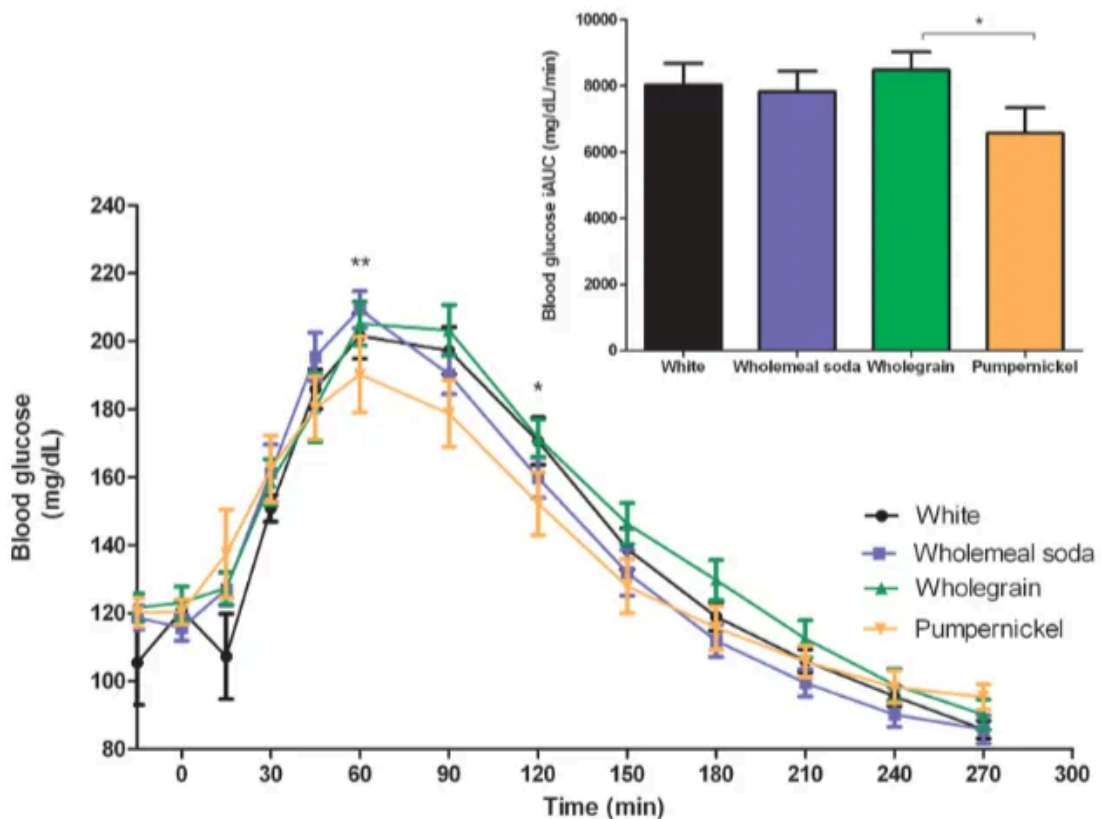 10000
*
8000
6000
4000
2000
0
Blood glucose iAUC (mg/dL/min)
White
Wholemeal soda
Wholegrain
Pumpernickel
240
220
200
180
160
140
120
100
80
Blood glucose
(mg/dL)
**
*
White
Wholemeal soda
Wholegrain
Pumpernickel
0 30 60 90 120 150 180 210 240 270 300
Time (min)